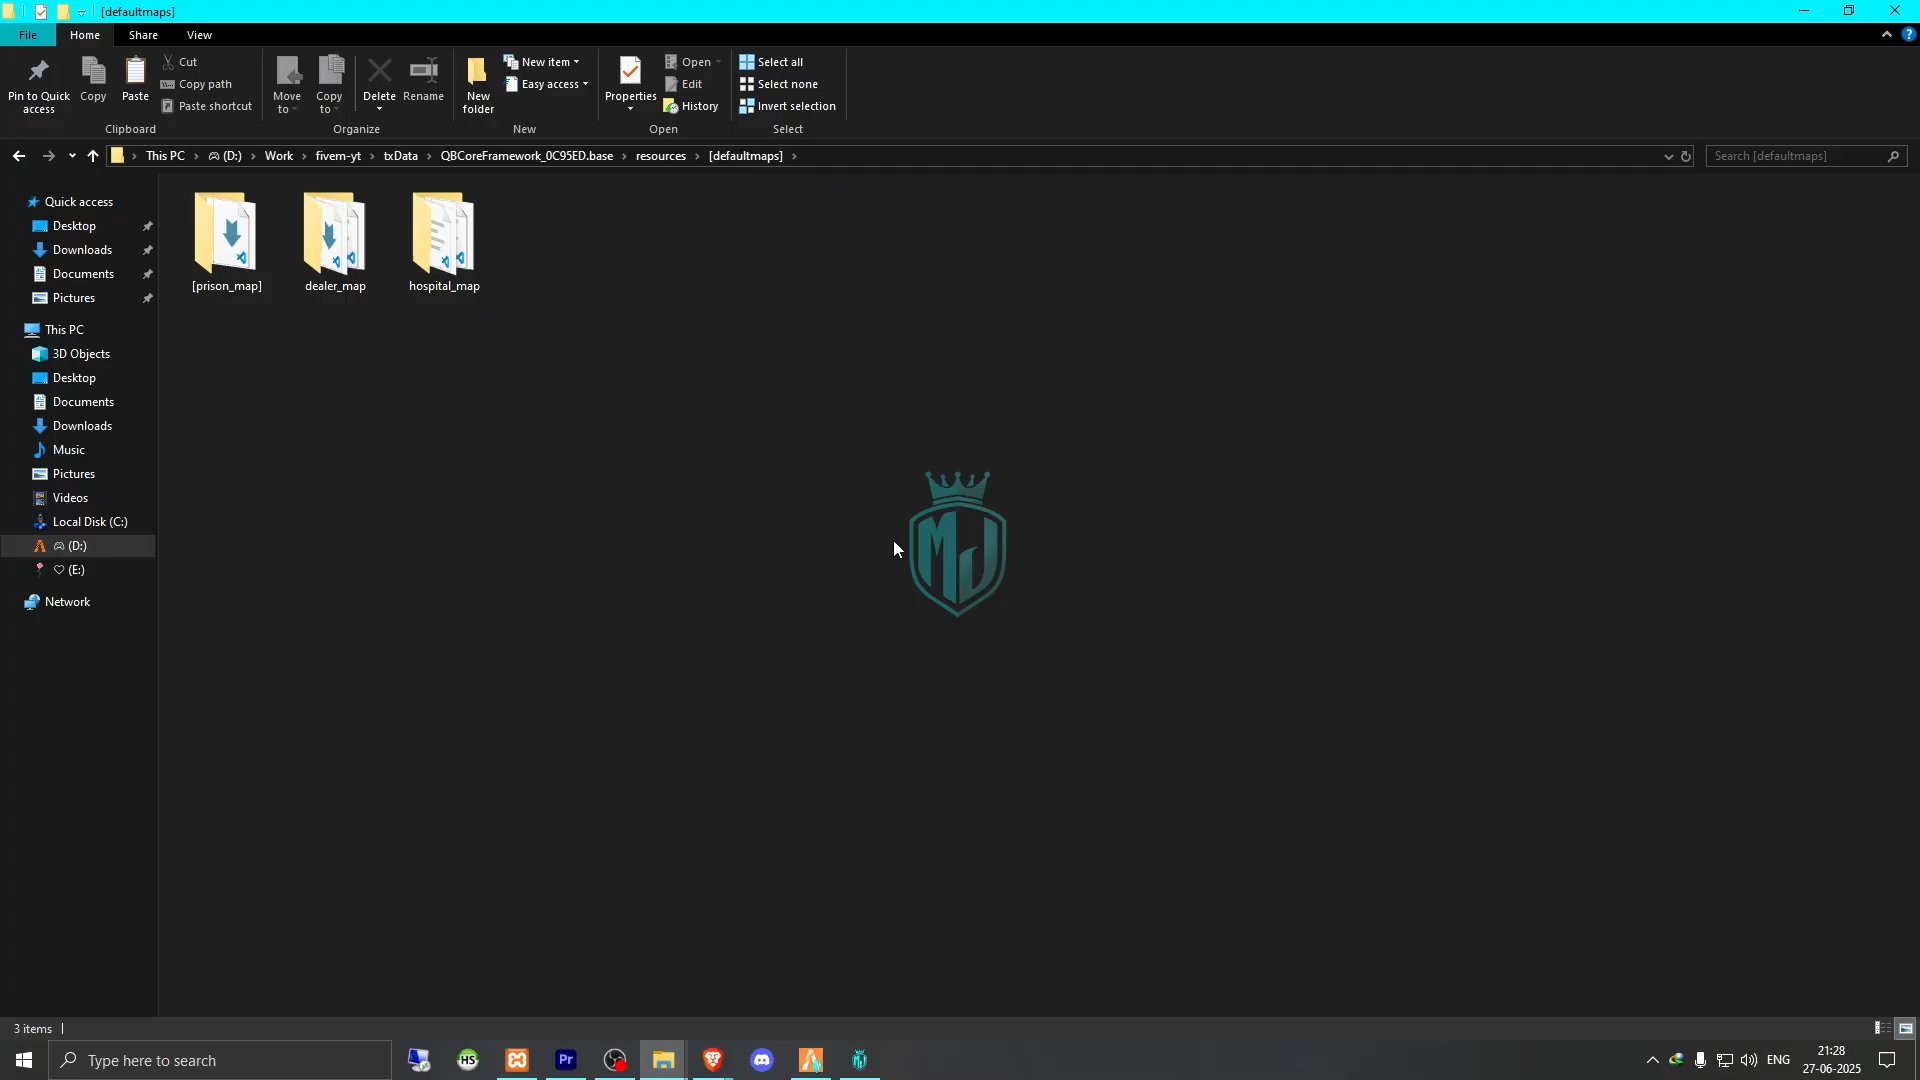 [defaultmaps]
File
Home
Share
View
Pin to Quick
access
Copy
Paste
Cut
Copy path
Paste shortcut
Clipboard
Move
to
Copy
to
Delete
Rename
Organize
New
folder
New item
Easy access
New
Properties
Open
Edit
History
Open
Select all
Select none
Invert selection
Select
This PC
(D:)
Work
fivem-yt
txData
QBCoreFramework_0C95ED.base
resources
[defaultmaps]
Search [defaultmaps]
Quick access
Desktop
Downloads
Documents
Pictures
This PC
3D Objects
Desktop
Documents
Downloads
Music
Pictures
Videos
Local Disk (C:)
(D:)
(E:)
Network
[prison_map]
dealer_map
hospital_map
MJ
3 items
Type here to search
HS
Pr
ENG
21:28
27-06-2025